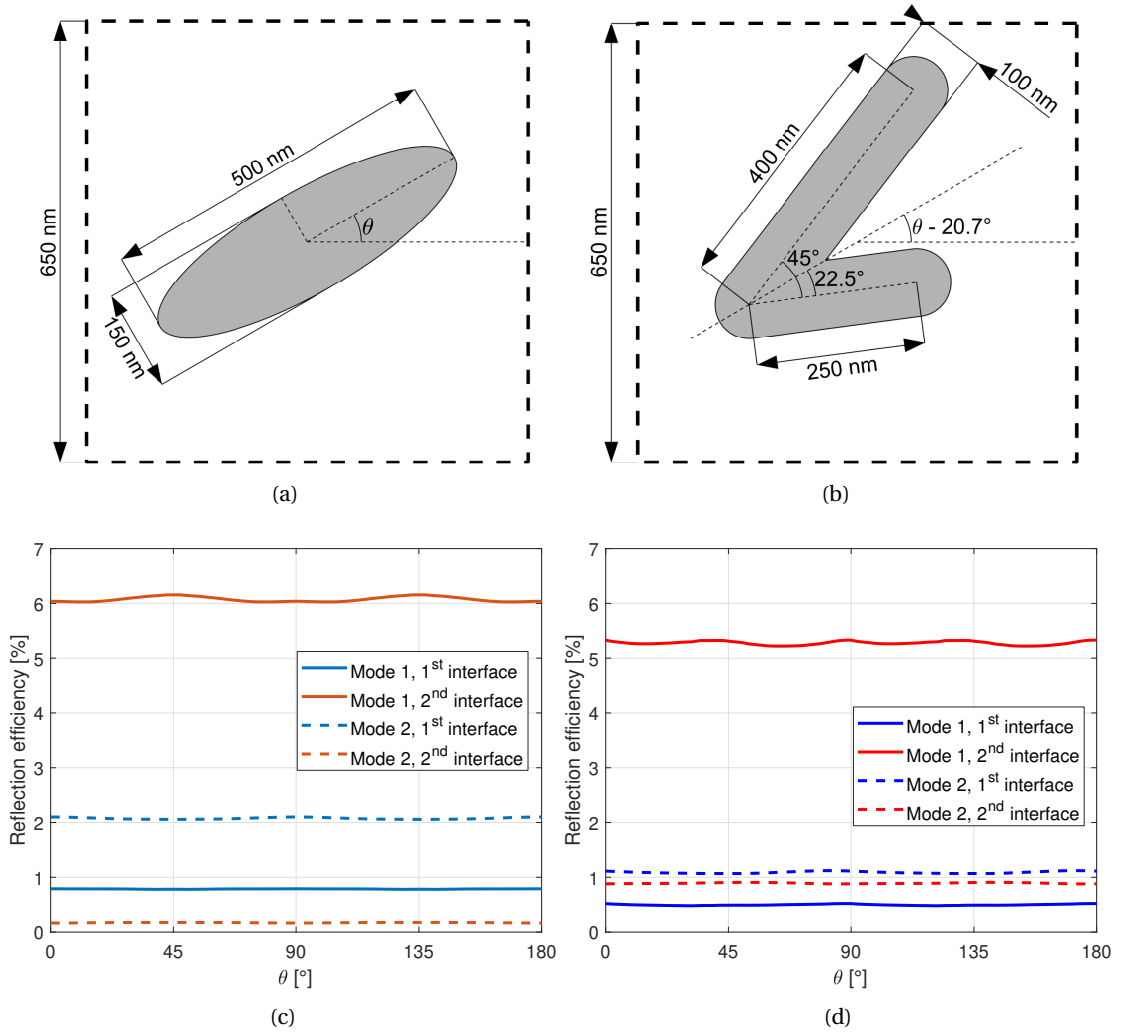 650 nm
500 nm
150 nm
θ
(a)
650 nm
400 nm
100 nm
θ - 20.7°
45°
22.5°
250 nm
(b)
Reflection efficiency [%]
7
6
5
4
3
2
1
0
Mode 1, 1st interface
Mode 1, 2nd interface
Mode 2, 1st interface
Mode 2, 2nd interface
0 45 90 135 180
θ [°]
(c)
Reflection efficiency [%]
7
6
5
4
3
2
1
0
Mode 1, 1st interface
Mode 1, 2nd interface
Mode 2, 1st interface
Mode 2, 2nd interface
0 45 90 135 180
θ [°]
(d)